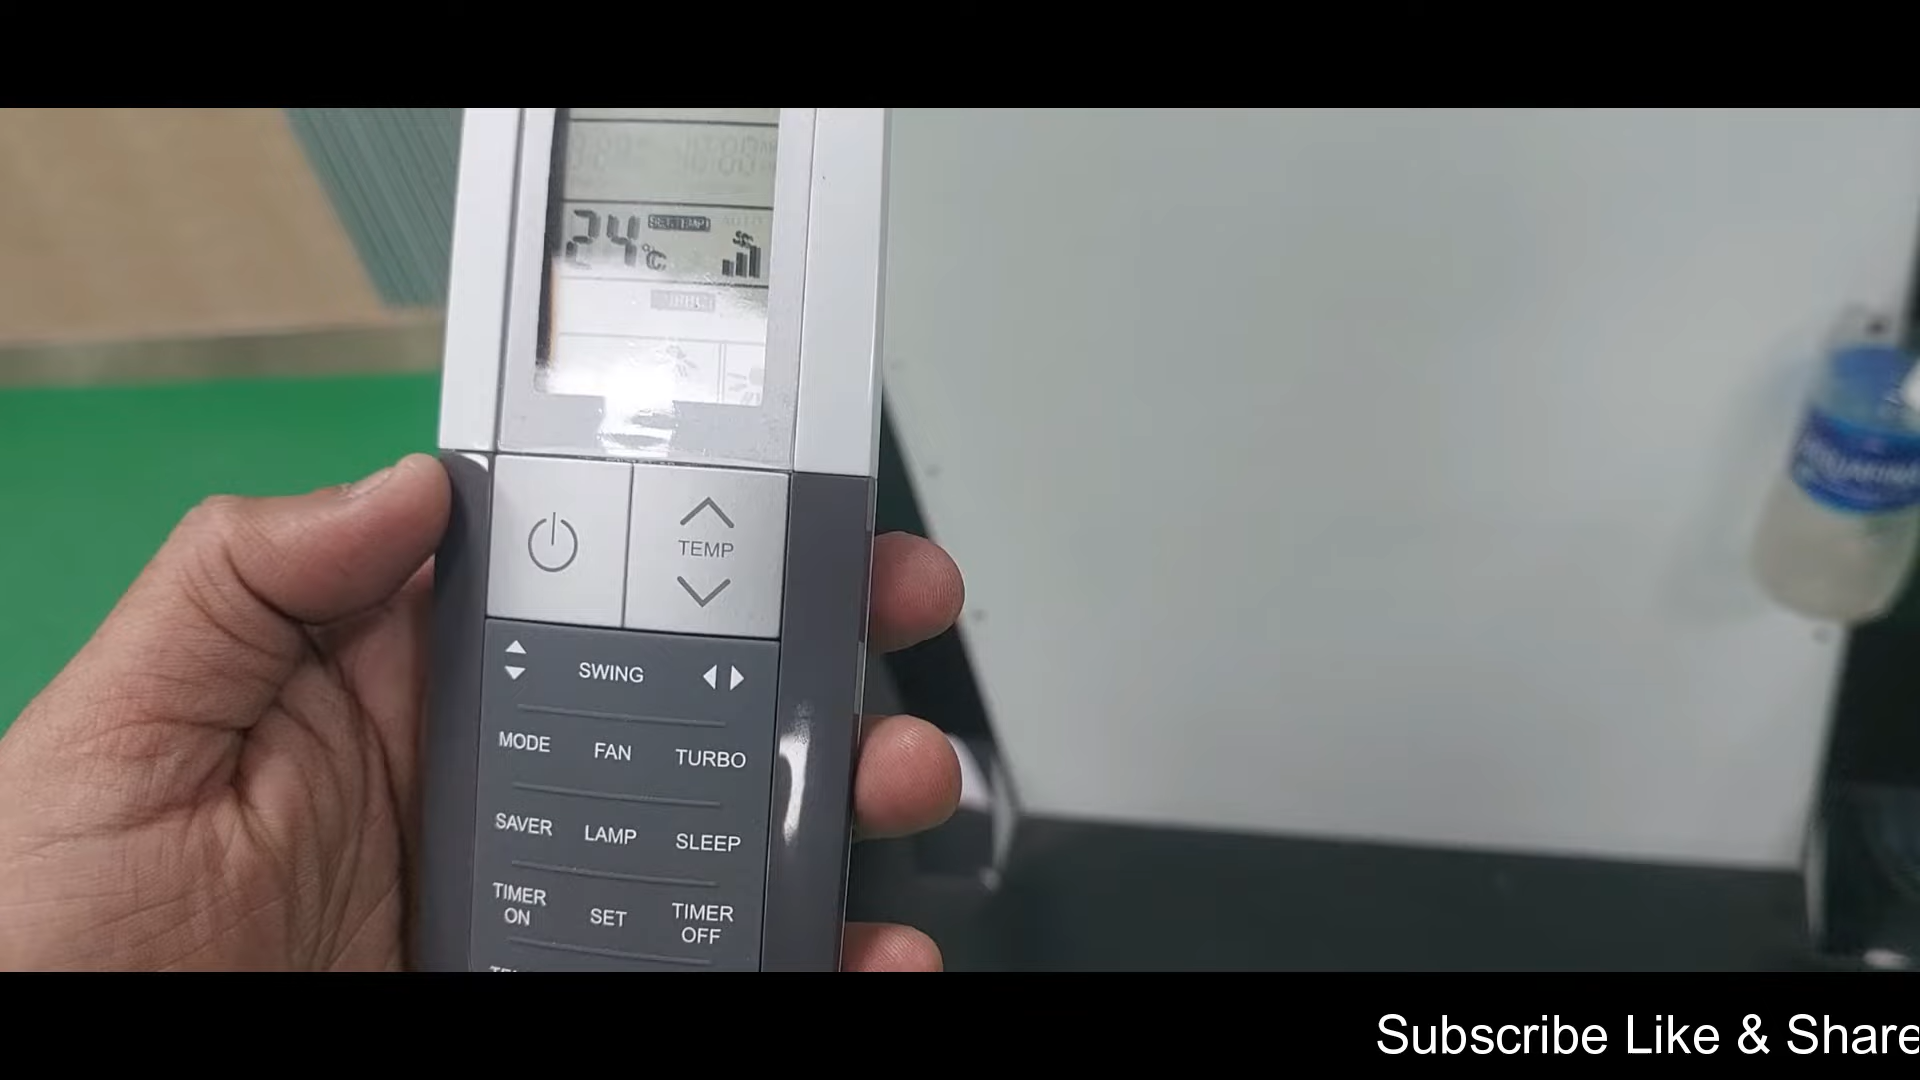 24°C
SET TEMP
TEMP
SWING
MODE FAN TURBO
SAVER LAMP SLEEP
TIMER ON SET TIMER OFF
Subscribe Like & Share